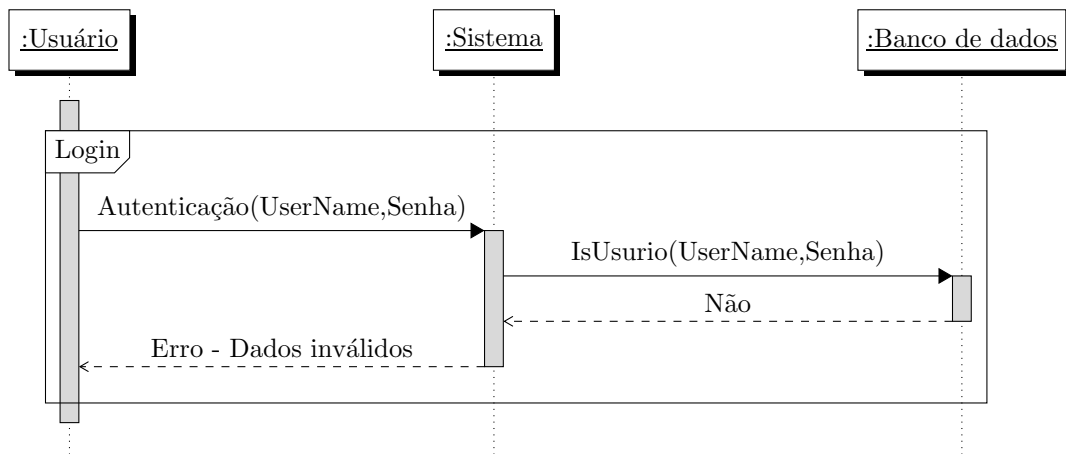 :Usuário
:Sistema
:Banco de dados
Login
Autenticação(UserName,Senha)
IsUsurio(UserName,Senha)
Não
Erro - Dados inválidos